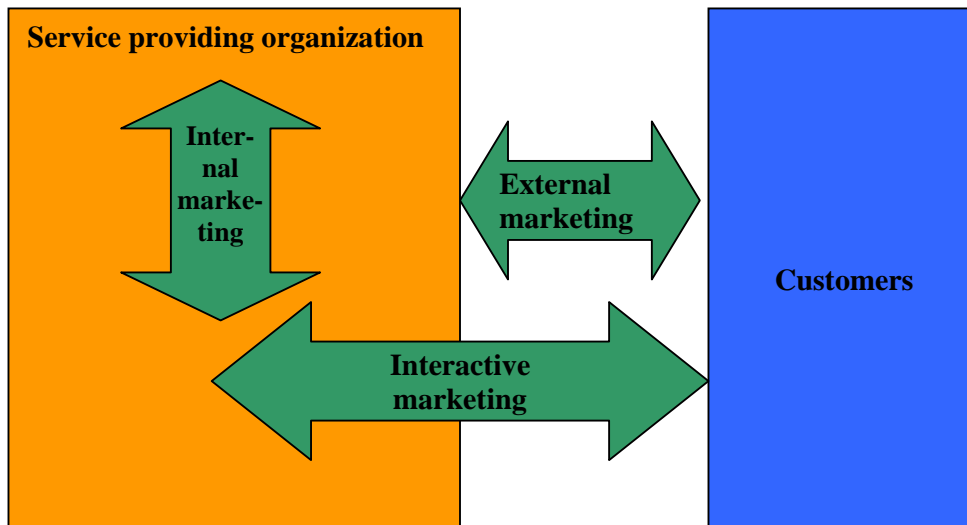 Service providing organization
Inter-
nal
marke-
ting
External
marketing
Customers
Interactive
marketing